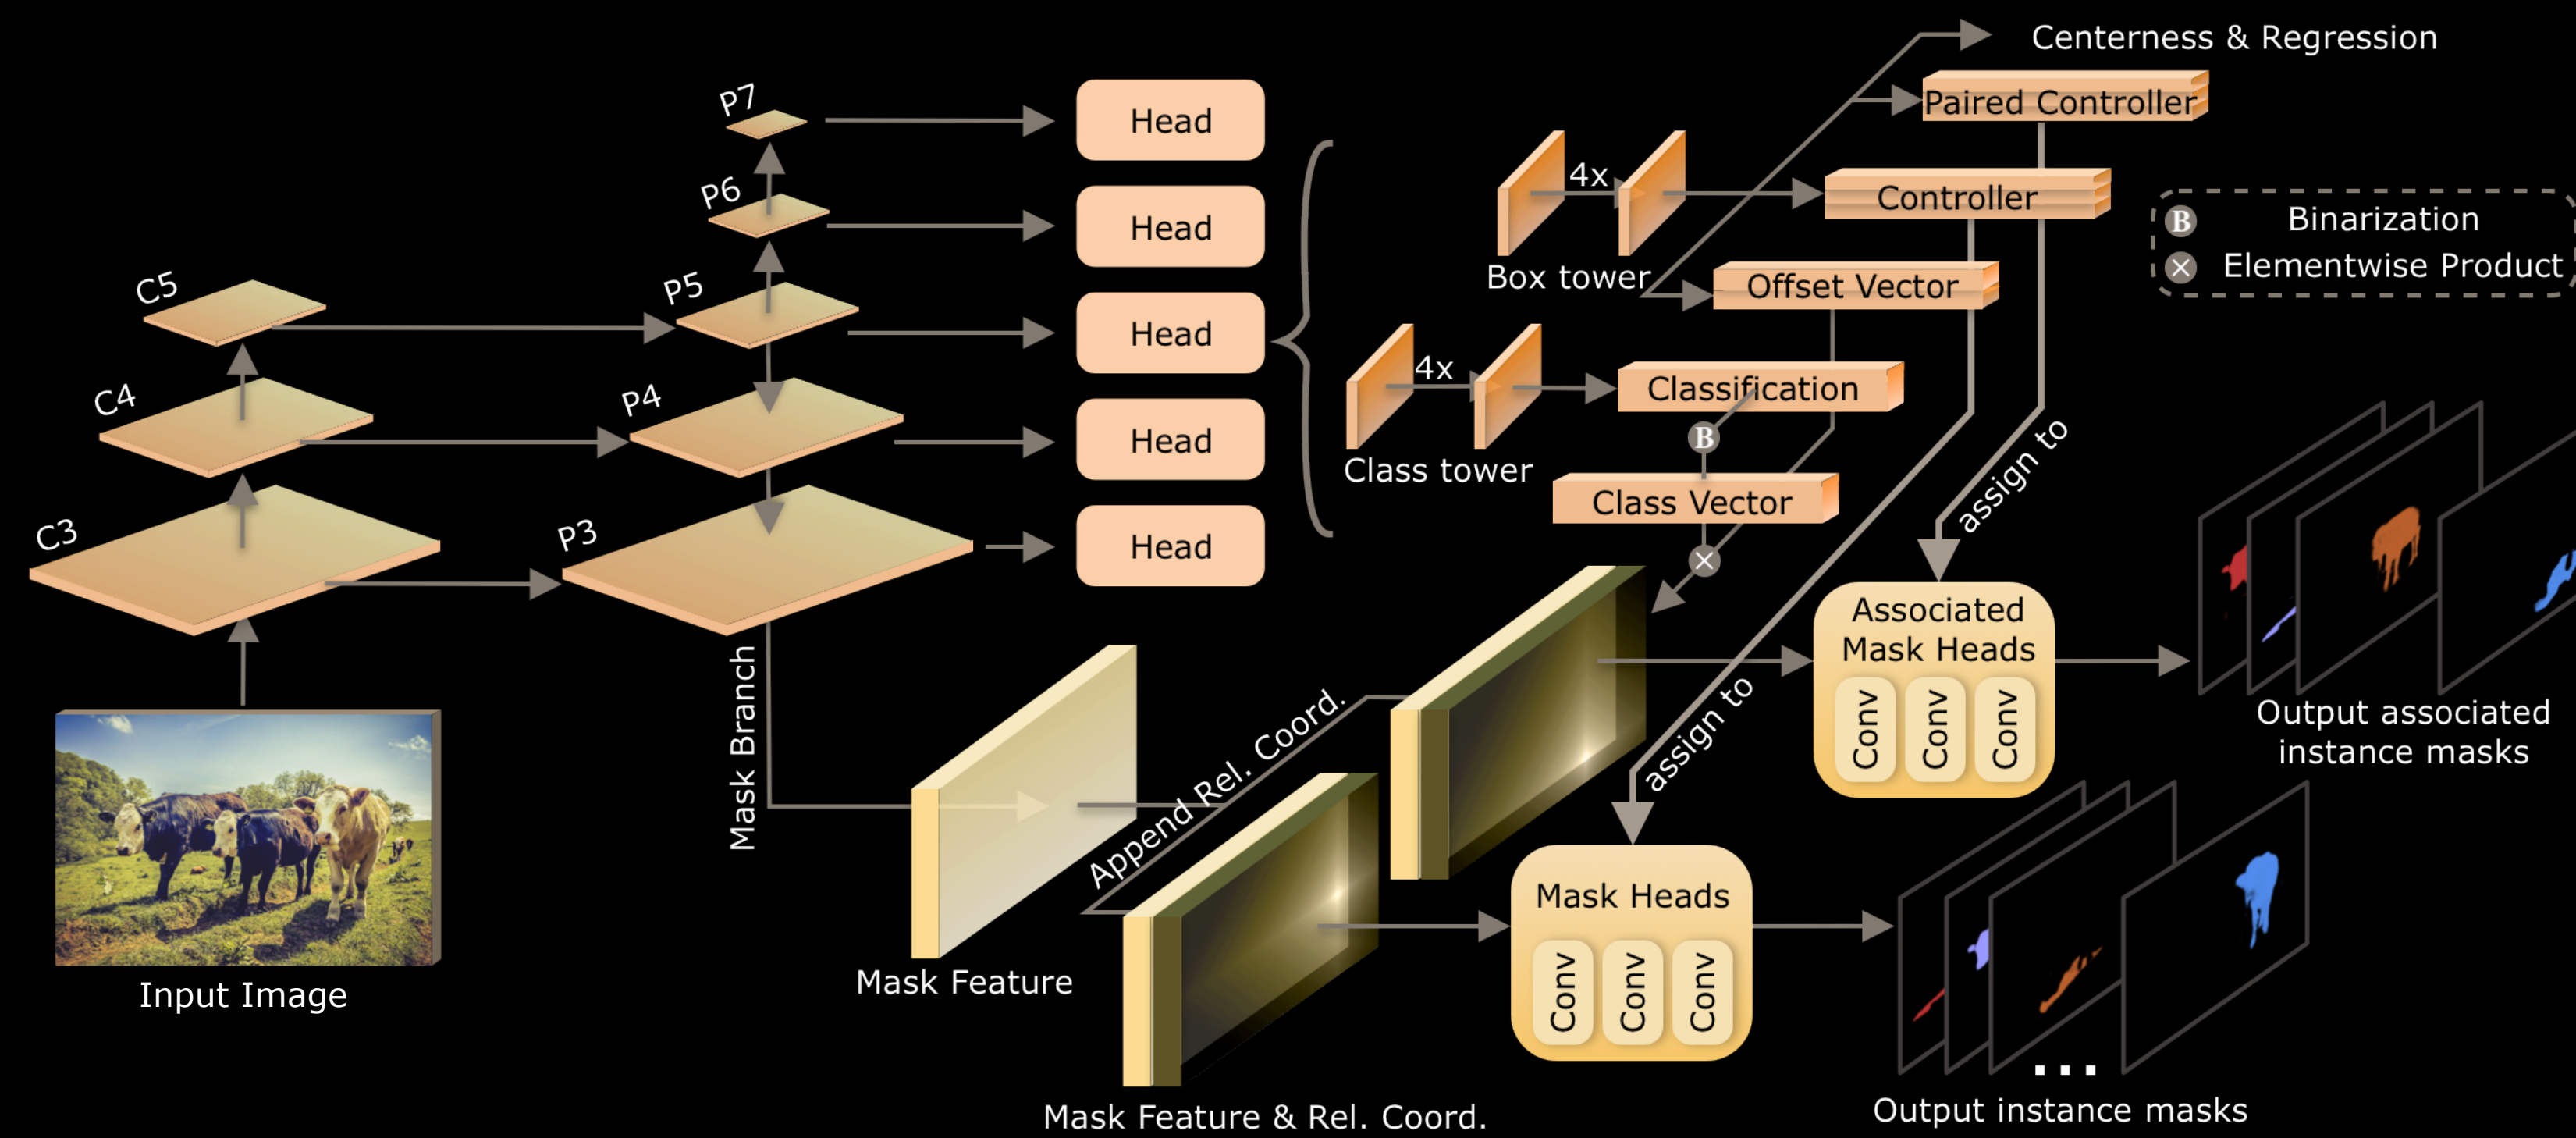 Centerness & Regression
Paired Controller
P7
Head
4x
P6
Controller
B Binarization
Head
× Elementwise Product
Box tower
Offset Vector
C5
P5
Head
4x
Classification
C4
P4
Head
B
Class tower
assign to
Class Vector
C3
P3
Head
×
Associated
Mask Heads
Conv
Conv
Conv
Output associated
instance masks
Mask Branch
Append Rel. Coord.
assign to
Mask Heads
Conv
Conv
Conv
Mask Feature
Input Image
...
Output instance masks
Mask Feature & Rel. Coord.